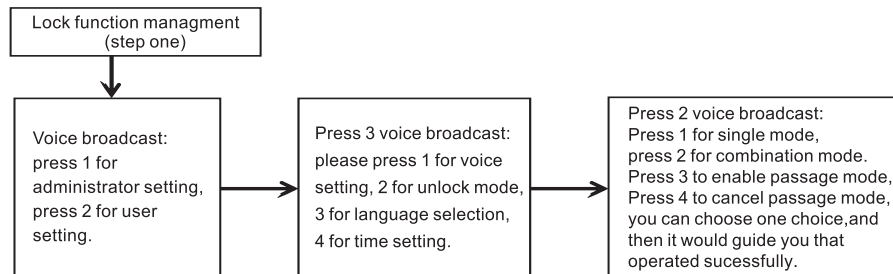 Lock function managment
(step one)
Voice broadcast:
press 1 for
administrator setting,
press 2 for user
setting.
Press 3 voice broadcast:
please press 1 for voice
setting, 2 for unlock mode,
3 for language selection,
4 for time setting.
Press 2 voice broadcast:
Press 1 for single mode,
press 2 for combination mode.
Press 3 to enable passage mode,
Press 4 to cancel passage mode,
you can choose one choice,and
then it would guide you that
operated sucessfully.